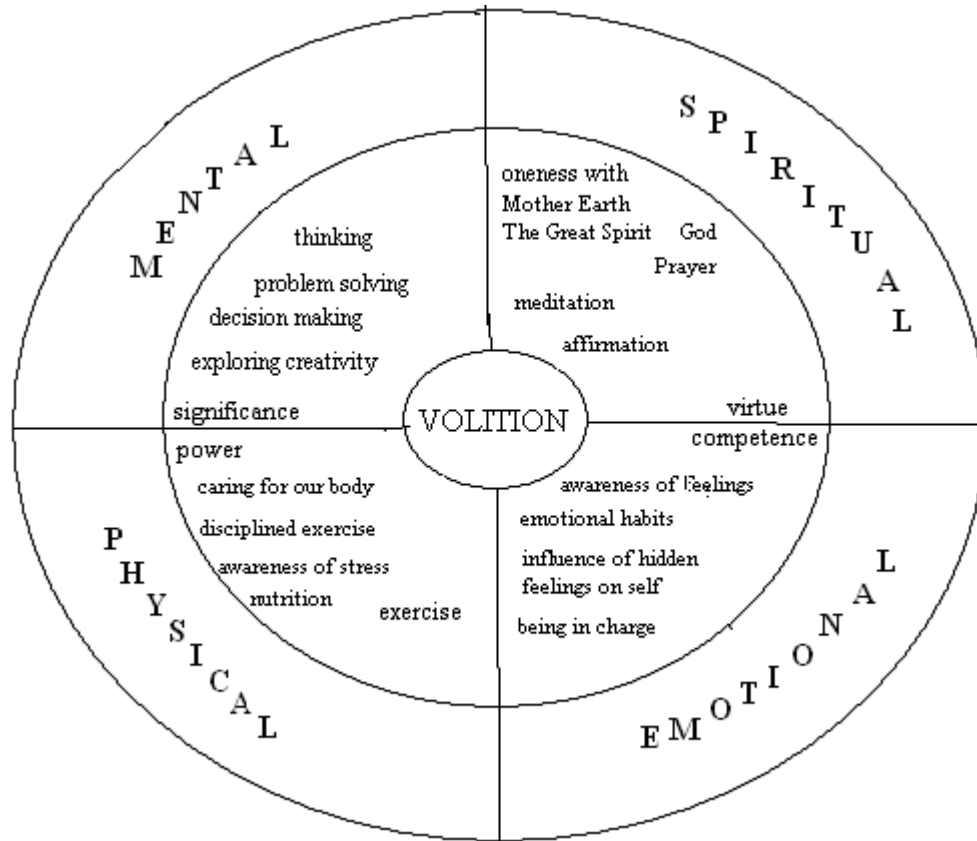 MENTAL
thinking
problem solving
decision making
exploring creativity
significance
SPIRITUAL
oneness with
Mother Earth
The Great Spirit God
Prayer
meditation
affirmation
virtue
VOLITION
power
caring for our body
disciplined exercise
awareness of stress
nutrition
exercise
PHYSICAL
competence
awareness of feelings
emotional habits
influence of hidden
feelings on self
being in charge
EMOTIONAL